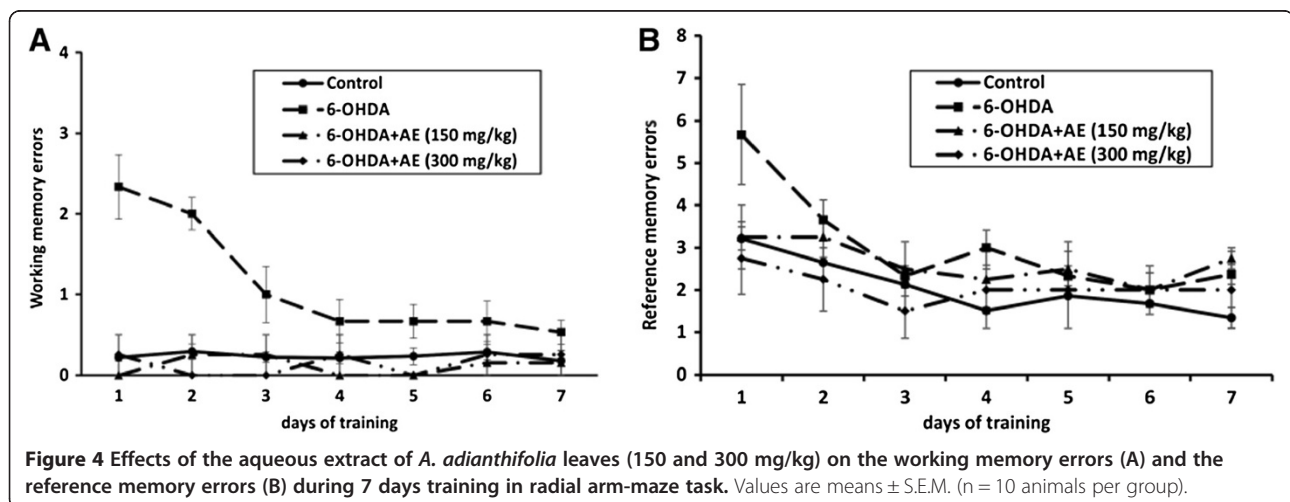 A
4
3
2
1
0
Working memory errors
Control
6-OHDA
6-OHDA+AE (150 mg/kg)
6-OHDA+AE (300 mg/kg)
1 2 3 4 5 6 7
days of training
B
8
7
6
5
4
3
2
1
0
Reference memory errors
Control
6-OHDA
6-OHDA+AE (150 mg/kg)
6-OHDA+AE (300 mg/kg)
1 2 3 4 5 6 7
days of training
Figure 4 Effects of the aqueous extract of A. adianthifolia leaves (150 and 300 mg/kg) on the working memory errors (A) and the
reference memory errors (B) during 7 days training in radial arm-maze task. Values are means ± S.E.M. (n = 10 animals per group).